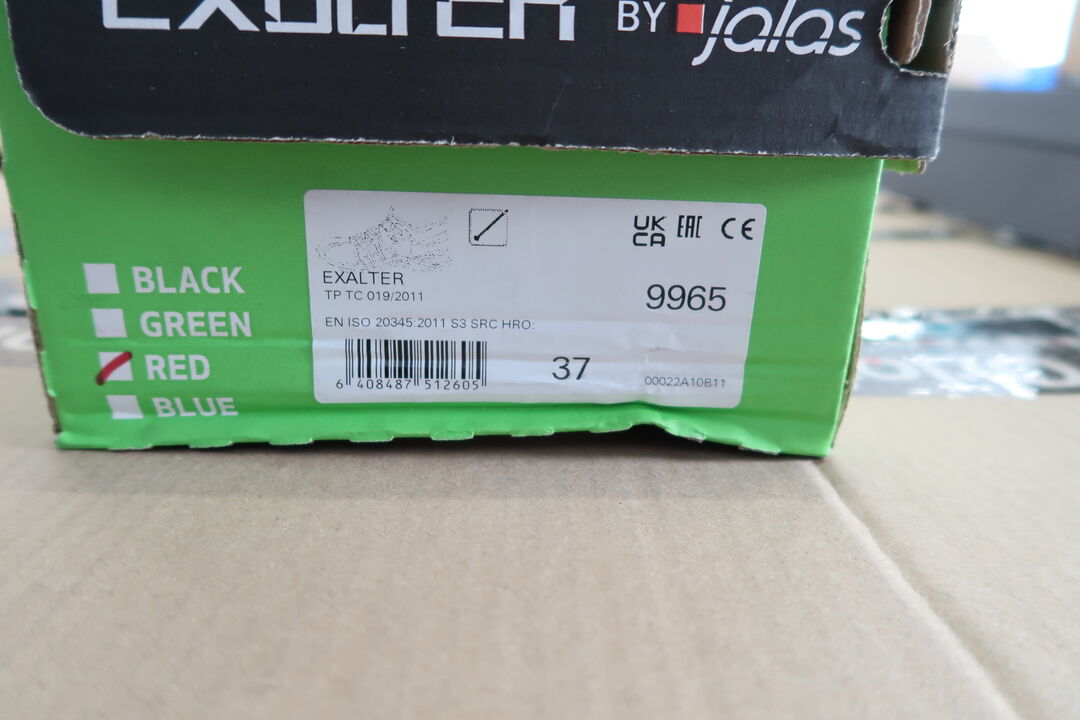 EXALTER BY jalas
UK CA EAC CE
EXALTER
TP TC 019/2011
9965
EN ISO 20345:2011 S3 SRC HRO:
37
6 408487 512605
00022A10B11
BLACK
GREEN
RED
BLUE